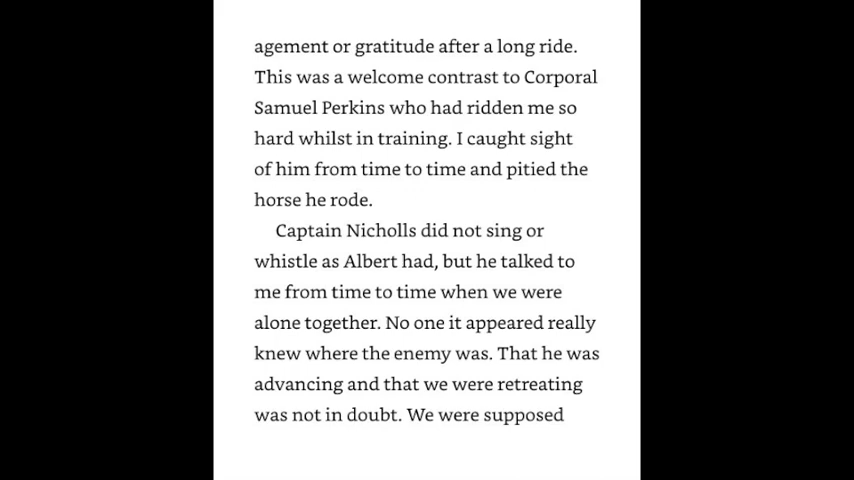 agement or gratitude after a long ride.
This was a welcome contrast to Corporal
Samuel Perkins who had ridden me so
hard whilst in training. I caught sight
of him from time to time and pitied the
horse he rode.
Captain Nicholls did not sing or
whistle as Albert had, but he talked to
me from time to time when we were
alone together. No one it appeared really
knew where the enemy was. That he was
advancing and that we were retreating
was not in doubt. We were supposed